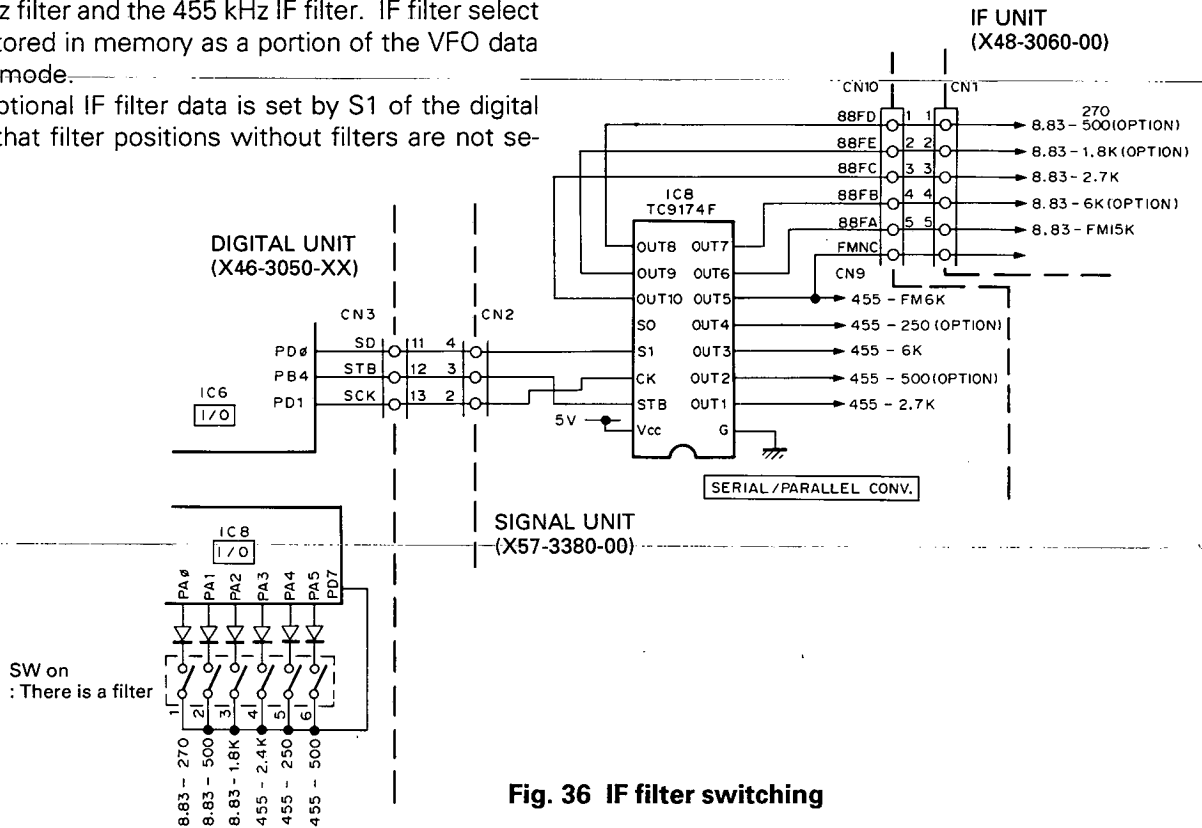 z filter and the 455 kHz IF filter. IF filter select
tored in memory as a portion of the VFO data
mode.
ptional IF filter data is set by S1 of the digital
that filter positions without filters are not se-
IF UNIT
(X48-3060-00)
CN10 CN1
88FD 1 1 270
8.83-500(OPTION)
88FE 2 2 8.83-1.8K(OPTION)
88FC 3 3 8.83-2.7K
88FB 4 4 8.83-6K(OPTION)
88FA 5 5 8.83-FM15K
FMNC
CN9
IC8
TC9174F
OUT8 OUT7
OUT9 OUT6
OUT10 OUT5 455-FM6K
S0 OUT4 455-250(OPTION)
S1 OUT3 455-6K
CK OUT2 455-500(OPTION)
STB OUT1 455-2.7K
5V Vcc G
SERIAL/PARALLEL CONV.
DIGITAL UNIT
(X46-3050-XX)
CN3 CN2
PDø SD 11 4
PB4 STB 12 3
PD1 SCK 13 2
IC6
I/O
SIGNAL UNIT
(X57-3380-00)
IC8
I/O
PAø PA1 PA2 PA3 PA4 PA5 PD7
SW on
: There is a filter
1 2 3 4 5 6
8.83-270
8.83-500
8.83-1.8K
455-2.4K
455-250
455-500
Fig. 36 IF filter switching